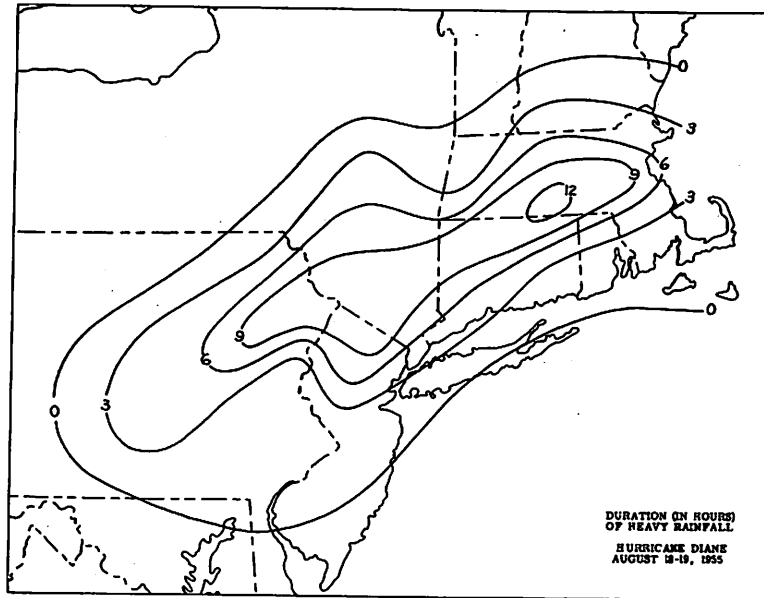 0
3
6
9
12
3
9
6
3
0
0
DURATION (IN HOURS)
OF HEAVY RAINFALL
HURRICANE DIANE
AUGUST 18-19, 1955